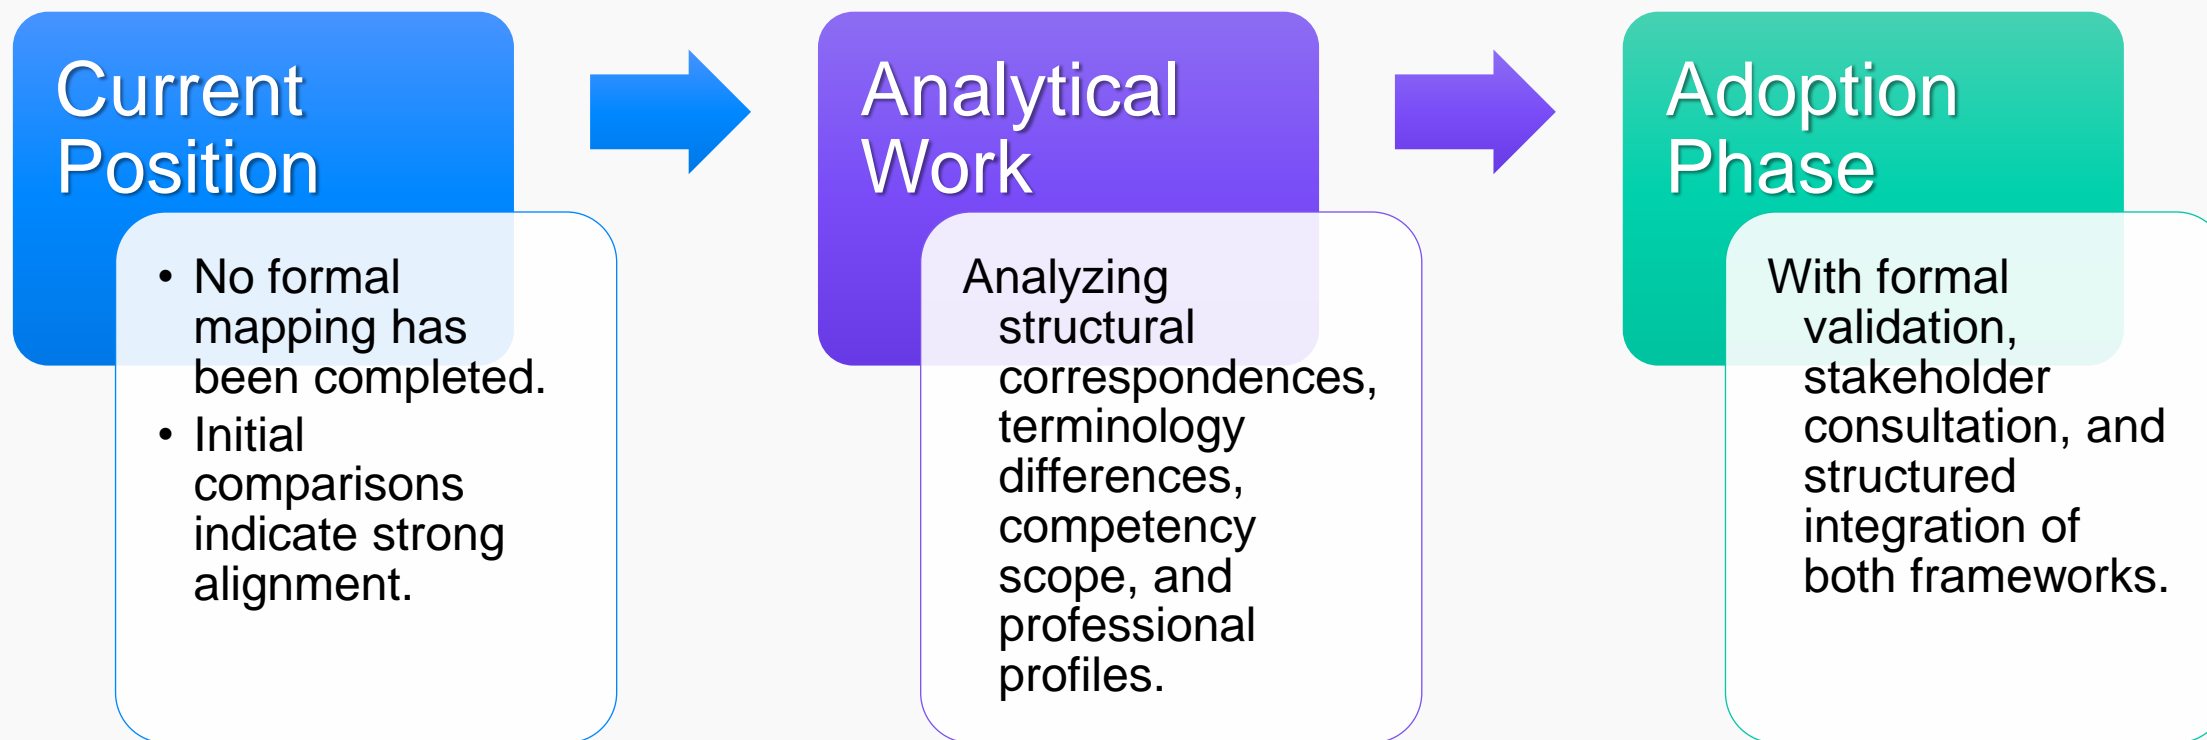 Current
Position
• No formal
mapping has
been completed.
• Initial
comparisons
indicate strong
alignment.
Analytical
Work
Analyzing
structural
correspondences,
terminology
differences,
competency
scope, and
professional
profiles.
Adoption
Phase
With formal
validation,
stakeholder
consultation, and
structured
integration of
both frameworks.